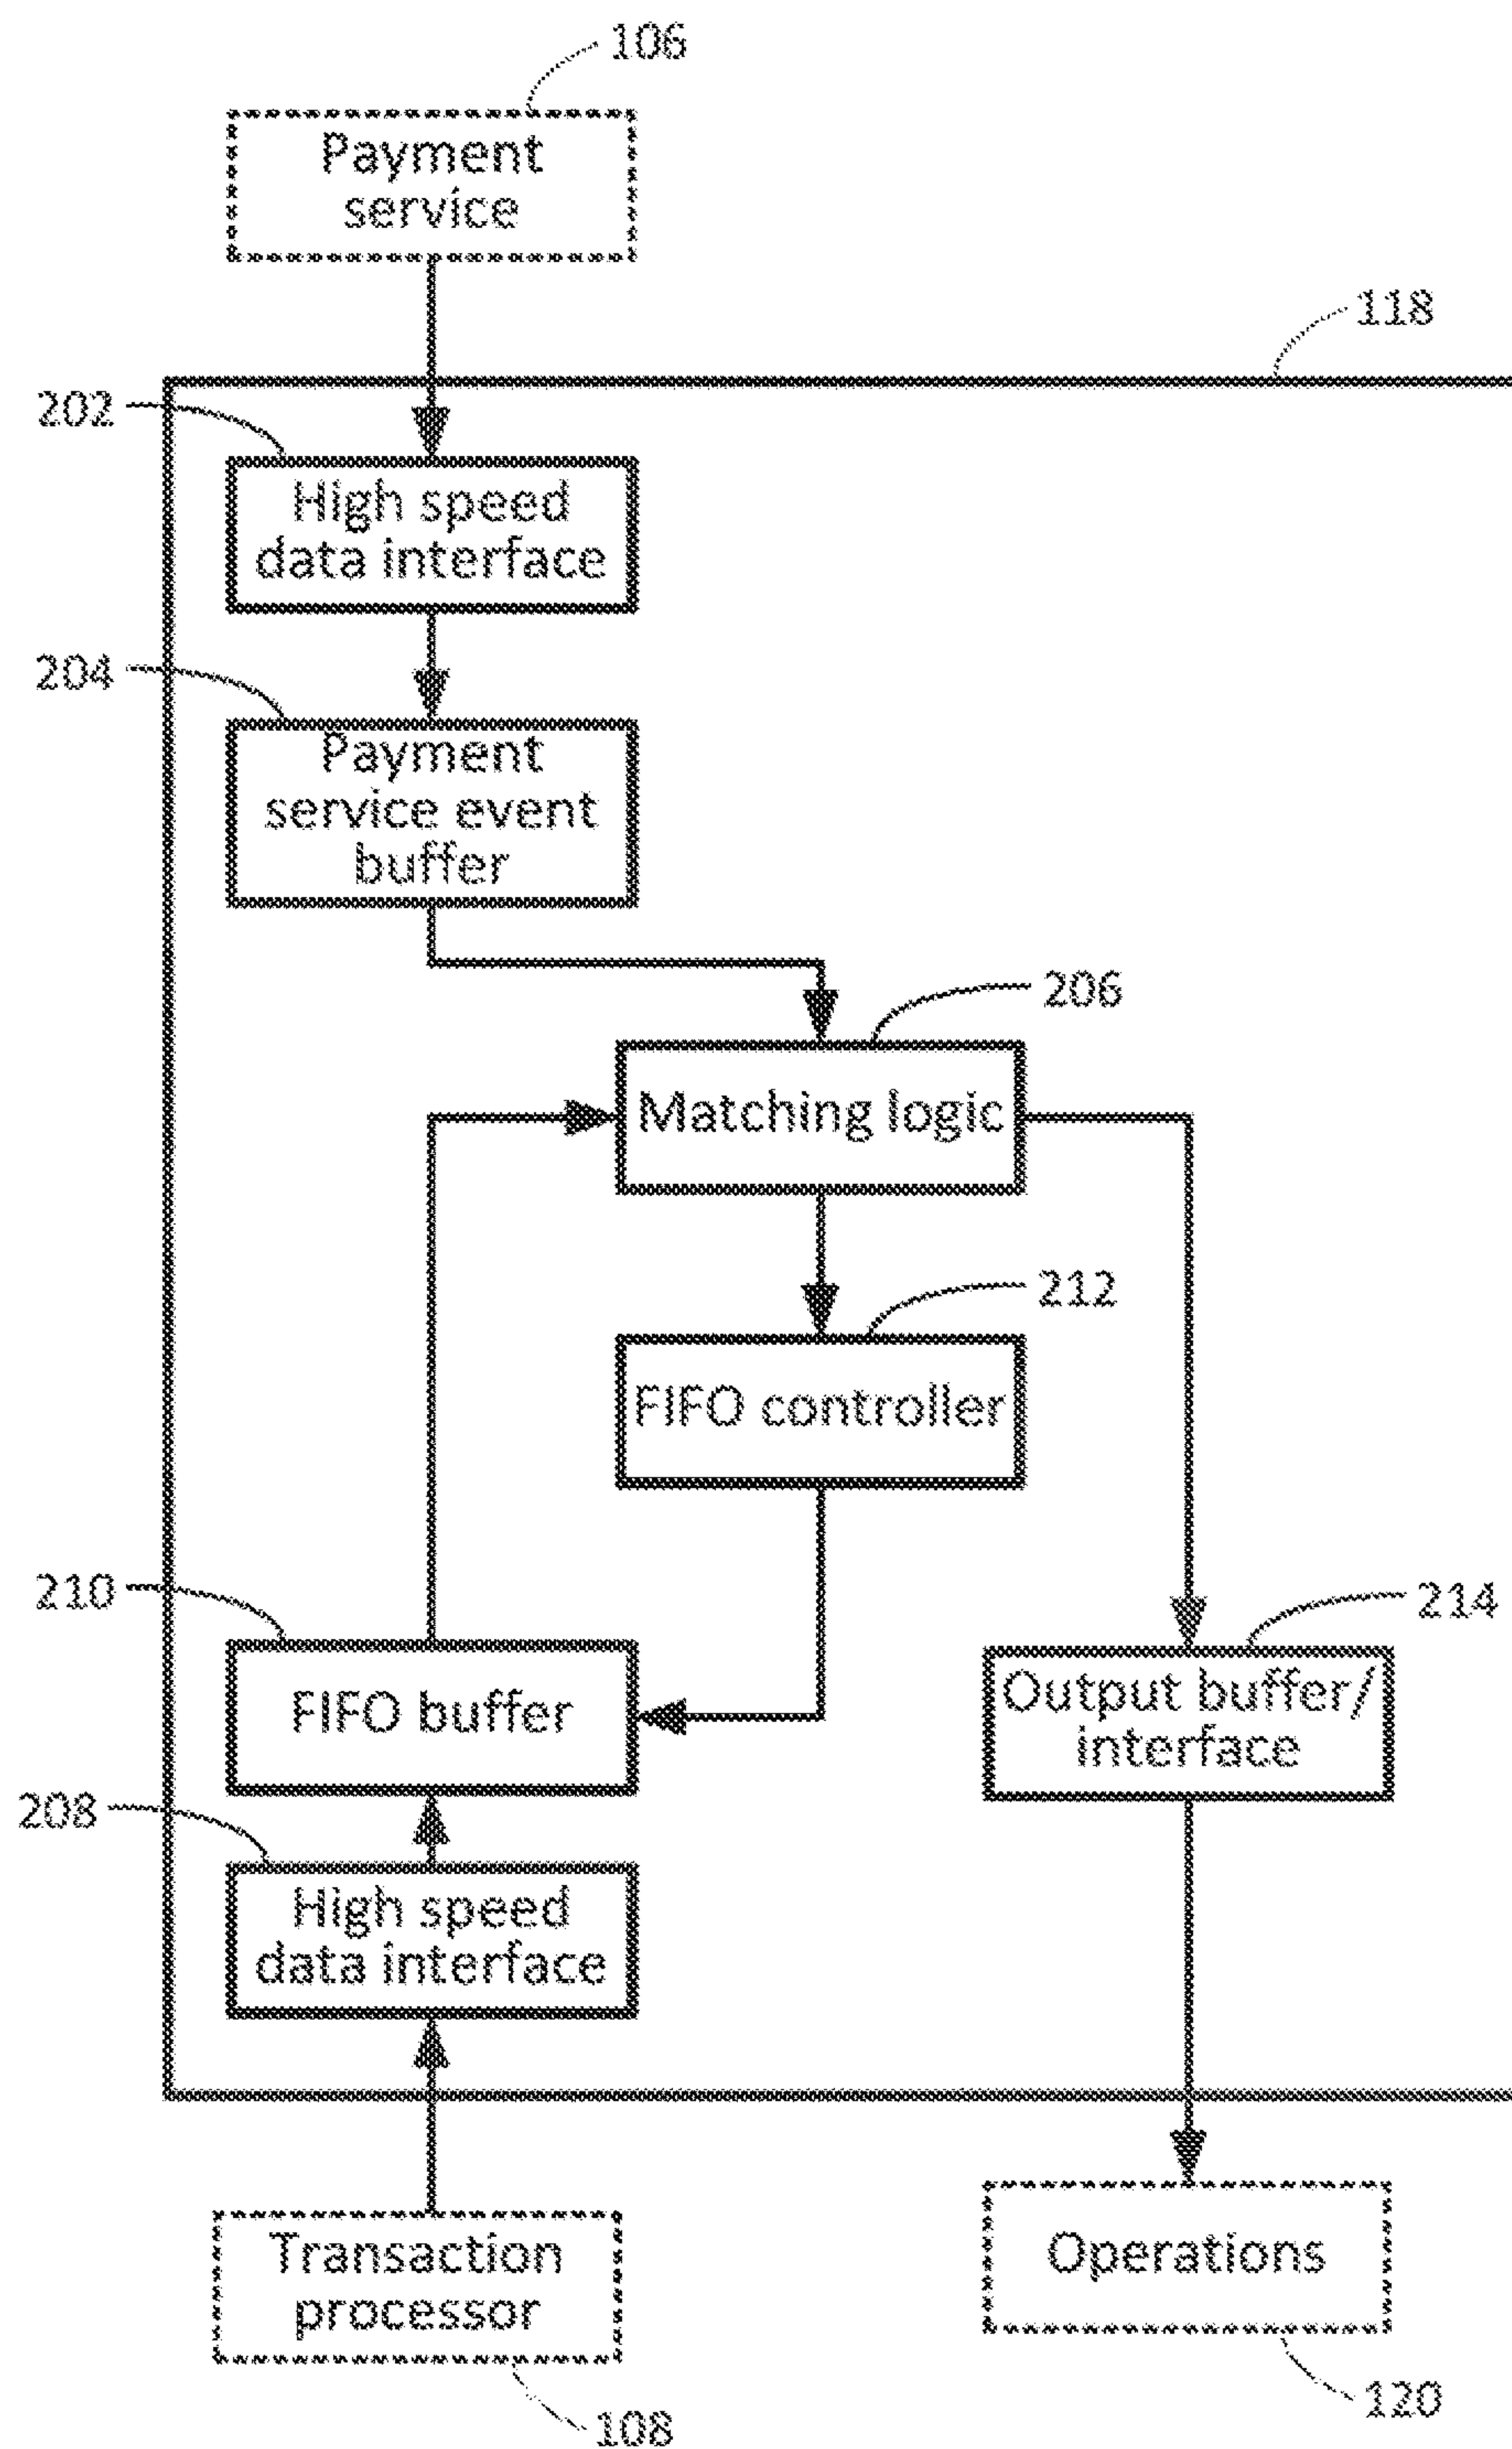 106
Payment
service
118
202
High speed
data interface
204
Payment
service event
buffer
206
Matching logic
212
FIFO controller
210
FIFO buffer
214
Output buffer/
interface
208
High speed
data interface
Transaction
processor
Operations
120
108